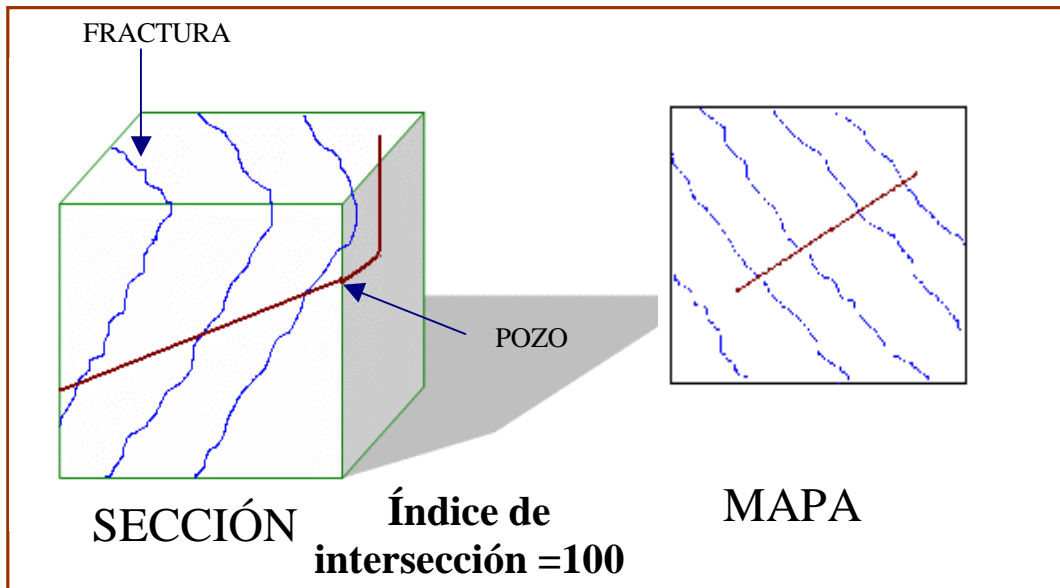 FRACTURA
POZO
SECCIÓN
Índice de
intersección =100
MAPA